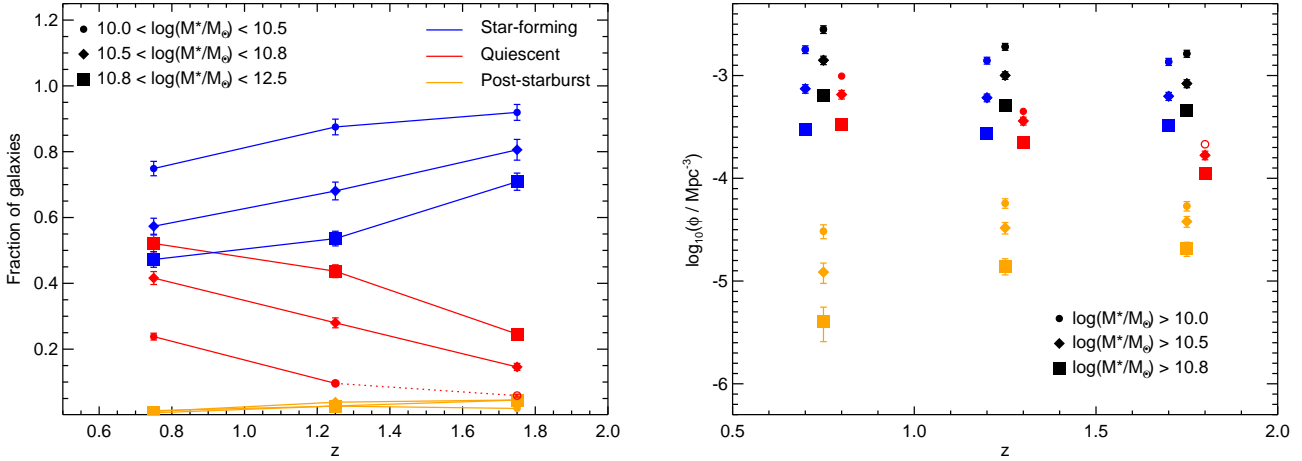 10.0 < log(M*/M☉) < 10.5
10.5 < log(M*/M☉) < 10.8
10.8 < log(M*/M☉) < 12.5
Star-forming
Quiescent
Post-starburst
Fraction of galaxies
1.2
1.0
0.8
0.6
0.4
0.2
0.6 0.8 1.0 1.2 1.4 1.6 1.8 2.0
z
log₁₀(ϕ / Mpc⁻³)
-3
-4
-5
-6
log(M*/M☉) > 10.0
log(M*/M☉) > 10.5
log(M*/M☉) > 10.8
0.5 1.0 1.5 2.0
z